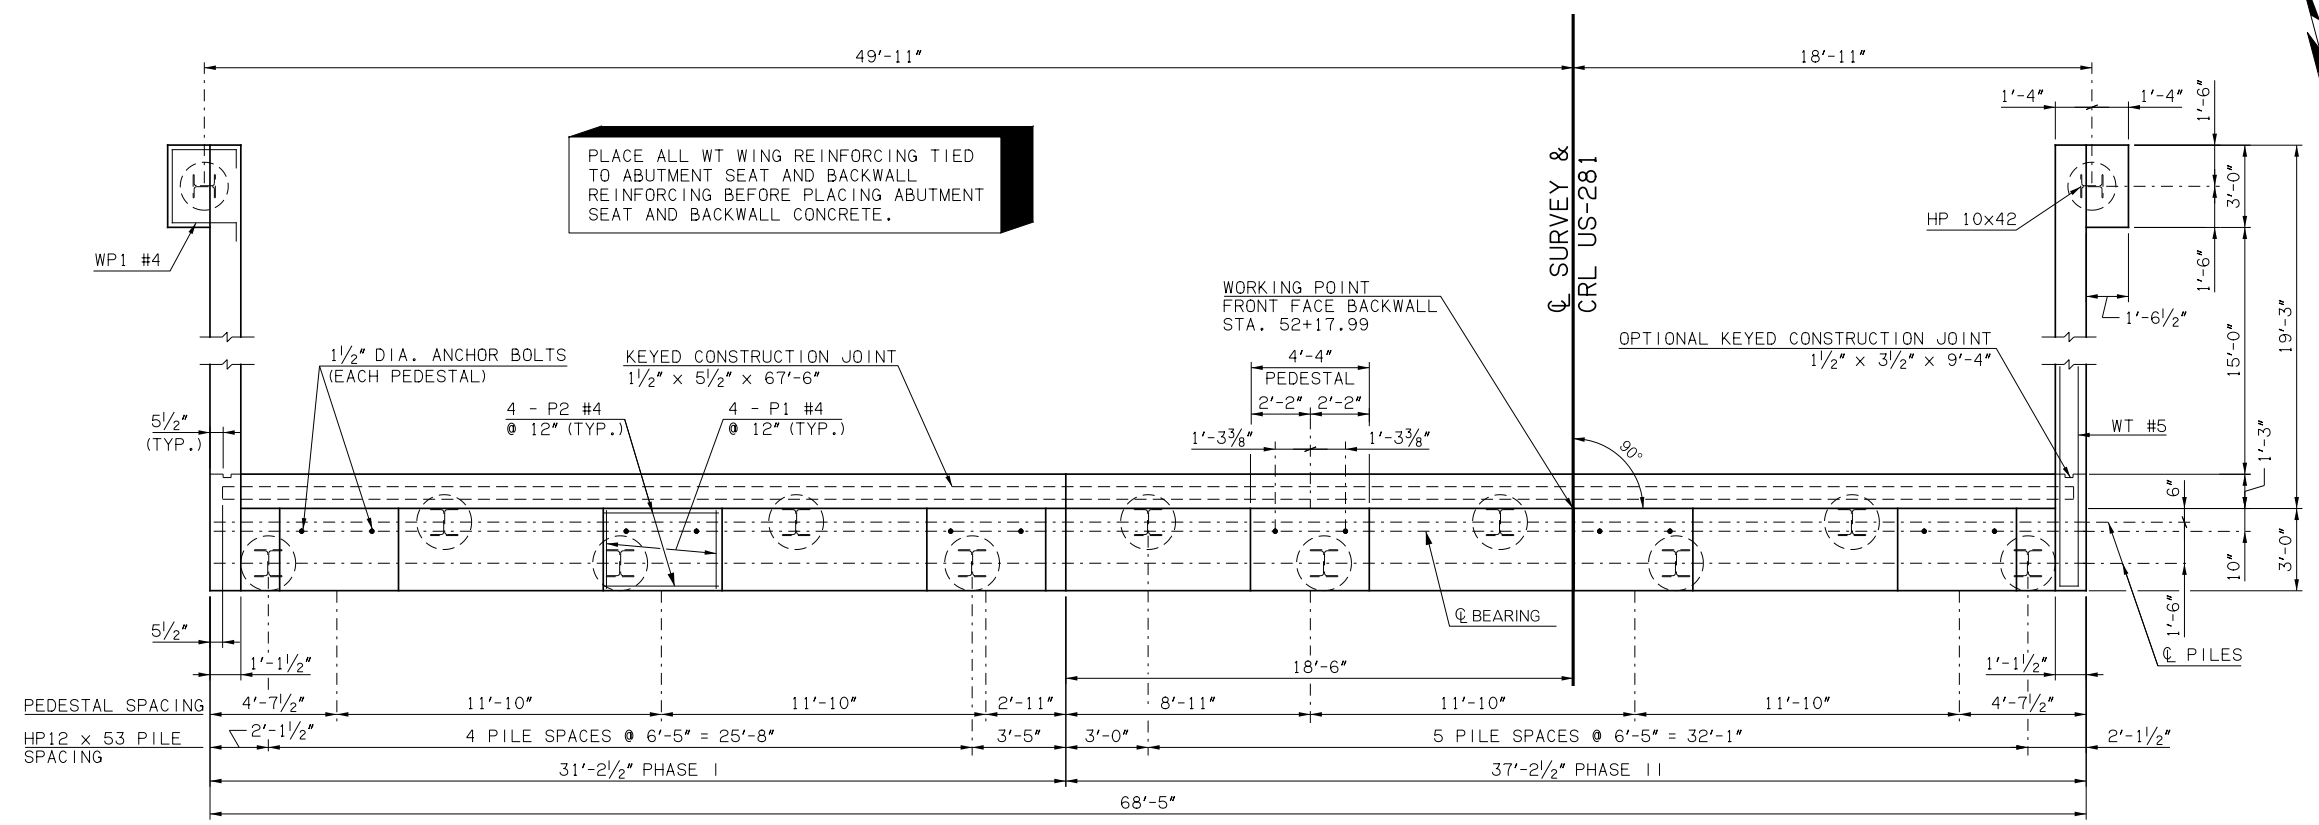 49'-11"
18'-11"
1'-4"
1'-4"
1'-6"
PLACE ALL WT WING REINFORCING TIED
TO ABUTMENT SEAT AND BACKWALL
REINFORCING BEFORE PLACING ABUTMENT
SEAT AND BACKWALL CONCRETE.
℄ SURVEY &
CRL US-281
HP 10x42
3'-0"
1'-6"
WP1 #4
WORKING POINT
FRONT FACE BACKWALL
STA. 52+17.99
1'-6½"
19'-3"
15'-0"
OPTIONAL KEYED CONSTRUCTION JOINT
1½" x 3½" x 9'-4"
1½" DIA. ANCHOR BOLTS
(EACH PEDESTAL)
KEYED CONSTRUCTION JOINT
1½" x 5½" x 67'-6"
4'-4"
PEDESTAL
2'-2"
2'-2"
4 - P2 #4
@ 12" (TYP.)
4 - P1 #4
@ 12" (TYP.)
5½"
(TYP.)
1'-3⅜"
1'-3⅜"
90°
WT #5
1'-3"
6"
10"
3'-0"
1'-6"
℄ BEARING
℄ PILES
5½"
1'-1½"
18'-6"
1'-1½"
PEDESTAL SPACING
4'-7½"
11'-10"
11'-10"
2'-11"
8'-11"
11'-10"
11'-10"
4'-7½"
HP12 x 53 PILE
SPACING
2'-1½"
4 PILE SPACES @ 6'-5" = 25'-8"
3'-5"
3'-0"
5 PILE SPACES @ 6'-5" = 32'-1"
2'-1½"
31'-2½" PHASE I
37'-2½" PHASE II
68'-5"